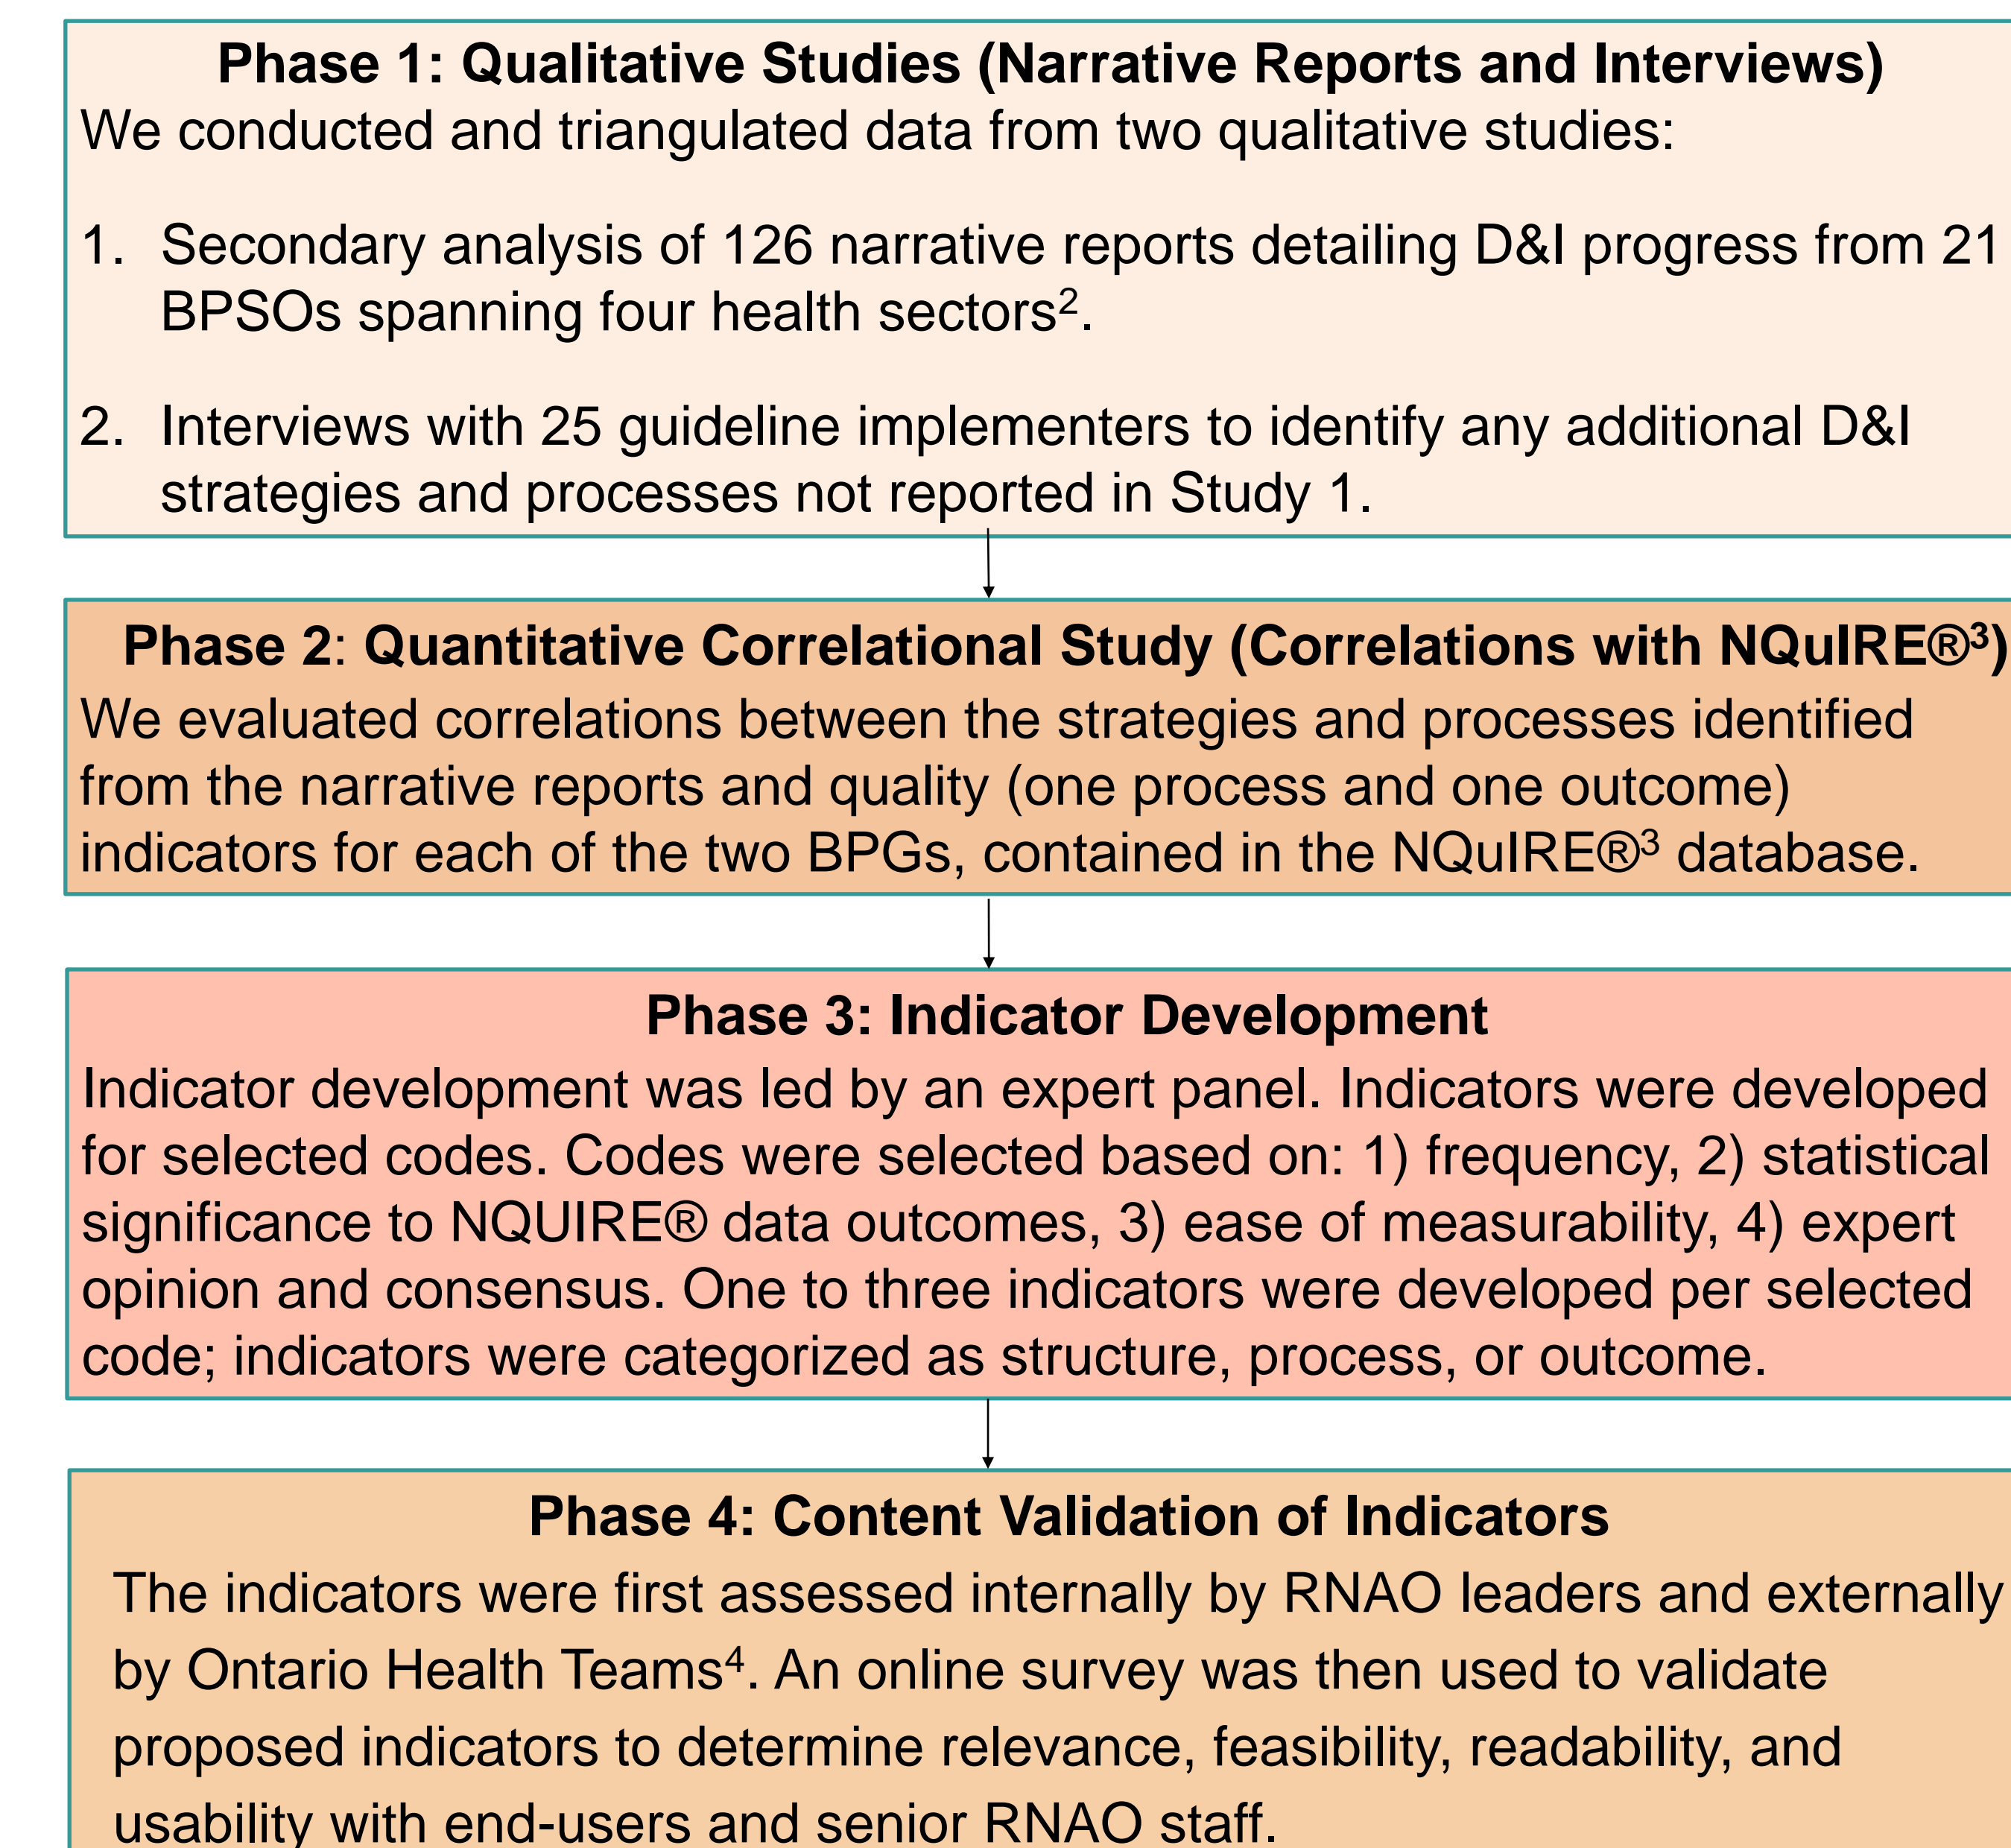 Phase 1: Qualitative Studies (Narrative Reports and Interviews)
We conducted and triangulated data from two qualitative studies:
1. Secondary analysis of 126 narrative reports detailing D&I progress from 21
BPSOs spanning four health sectors².
2. Interviews with 25 guideline implementers to identify any additional D&I
strategies and processes not reported in Study 1.
Phase 2: Quantitative Correlational Study (Correlations with NQuIRE®³)
We evaluated correlations between the strategies and processes identified
from the narrative reports and quality (one process and one outcome)
indicators for each of the two BPGs, contained in the NQuIRE®³ database.
Phase 3: Indicator Development
Indicator development was led by an expert panel. Indicators were developed
for selected codes. Codes were selected based on: 1) frequency, 2) statistical
significance to NQUIRE® data outcomes, 3) ease of measurability, 4) expert
opinion and consensus. One to three indicators were developed per selected
code; indicators were categorized as structure, process, or outcome.
Phase 4: Content Validation of Indicators
The indicators were first assessed internally by RNAO leaders and externally
by Ontario Health Teams⁴. An online survey was then used to validate
proposed indicators to determine relevance, feasibility, readability, and
usability with end-users and senior RNAO staff.